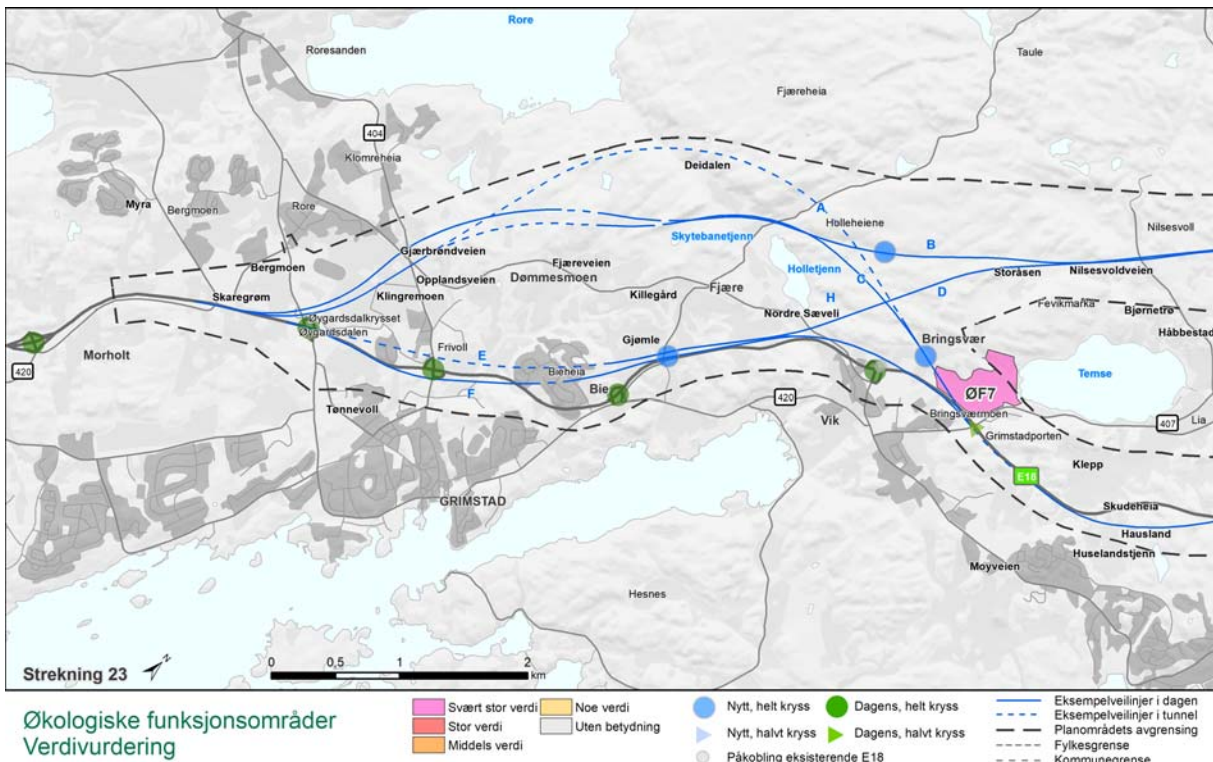 Rore
Roresanden
Taule
Fjæreheia
404
Klomreheia
Deidalen
Myra
Bergmoen
Rore
A
Holleheiene
Nilsesvoll
Gjærbrøndveien
Skytebanetjenn
B
Bergmoen
Opplandsveien
Fjæreveien
Holletjenn
C
Storåsen
Nilsesvoldveien
Skaregrøm
Klingremoen
Dømmesmoen
Killegård
Fjære
H
D
Fevikmarka
Bjørnetrø
Øvgardsdalkrysset
Øvgardsdalen
Nordre Sæveli
Håbbestad
Morholt
Frivoll
E
Gjømle
Bringsvær
420
Bieheia
Temse
F
Bie
ØF7
Tønnevoll
420
Vik
Bringsværmoen
Lia
407
Grimstadporten
Klepp
GRIMSTAD
E18
Skudeheia
Hausland
Huselandstjenn
Moyveien
Hesnes
Strekning 23
N
0 0,5 1 2
km
Økologiske funksjonsområder
Verdivurdering
Svært stor verdi
Stor verdi
Middels verdi
Noe verdi
Uten betydning
Nytt, helt kryss
Nytt, halvt kryss
Påkobling eksisterende E18
Dagens, helt kryss
Dagens, halvt kryss
Eksempelveilinjer i dagen
Eksempelveilinjer i tunnel
Planområdets avgrensing
Fylkesgrense
Kommunegrense